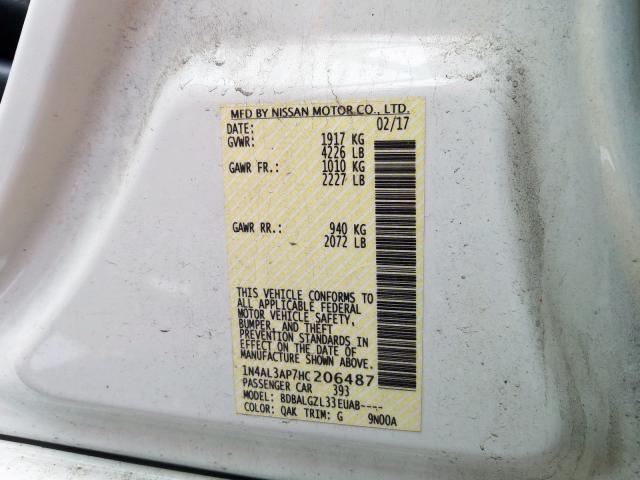 MFD BY NISSAN MOTOR CO., LTD.
DATE: 02/17
GVWR: 1917 KG
4226 LB
GAWR FR.: 1010 KG
2227 LB
GAWR RR.: 940 KG
2072 LB
THIS VEHICLE CONFORMS TO
ALL APPLICABLE FEDERAL
MOTOR VEHICLE SAFETY,
BUMPER, AND THEFT
PREVENTION STANDARDS IN
EFFECT ON THE DATE OF
MANUFACTURE SHOWN ABOVE.
1N4AL3AP7HC206487
PASSENGER CAR 393
MODEL: BDBALGZL33EUAB----
COLOR: QAK TRIM: G 9N00A